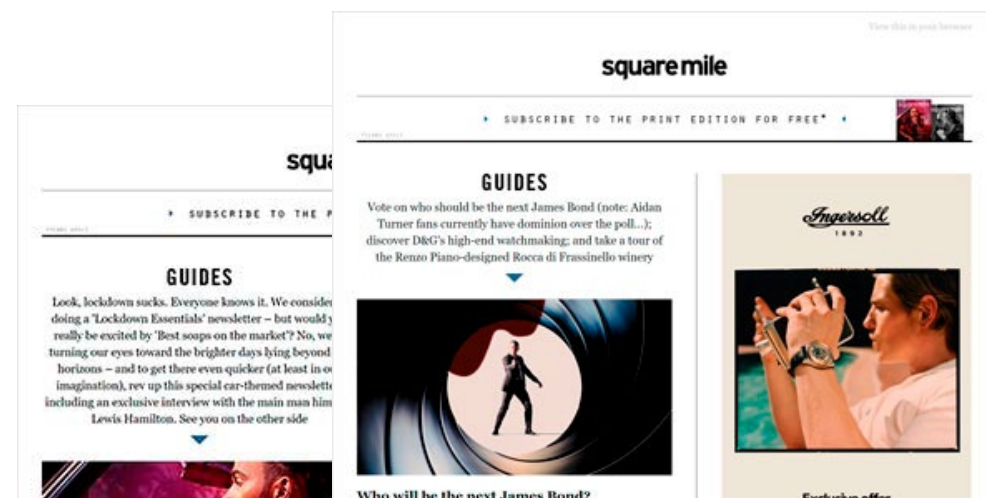 View this in your browser
square mile
SUBSCRIBE TO THE PRINT EDITION FOR FREE*
GUIDES
Vote on who should be the next James Bond (note: Aidan
Turner fans currently have dominion over the poll...);
discover D&G's high-end watchmaking; and take a tour of
the Renzo Piano-designed Rocca di Frassinello winery
Who will be the next James Bond?
Ingersoll
1892
Exclusive offer
squa
SUBSCRIBE TO THE P
GUIDES
Look, lockdown sucks. Everyone knows it. We consider
doing a 'Lockdown Essentials' newsletter – but would y
really be excited by 'Best soaps on the market'? No, we
turning our eyes toward the brighter days lying beyond
horizons – and to get there even quicker (at least in ou
imagination), rev up this special car-themed newslette
including an exclusive interview with the main man him
Lewis Hamilton. See you on the other side